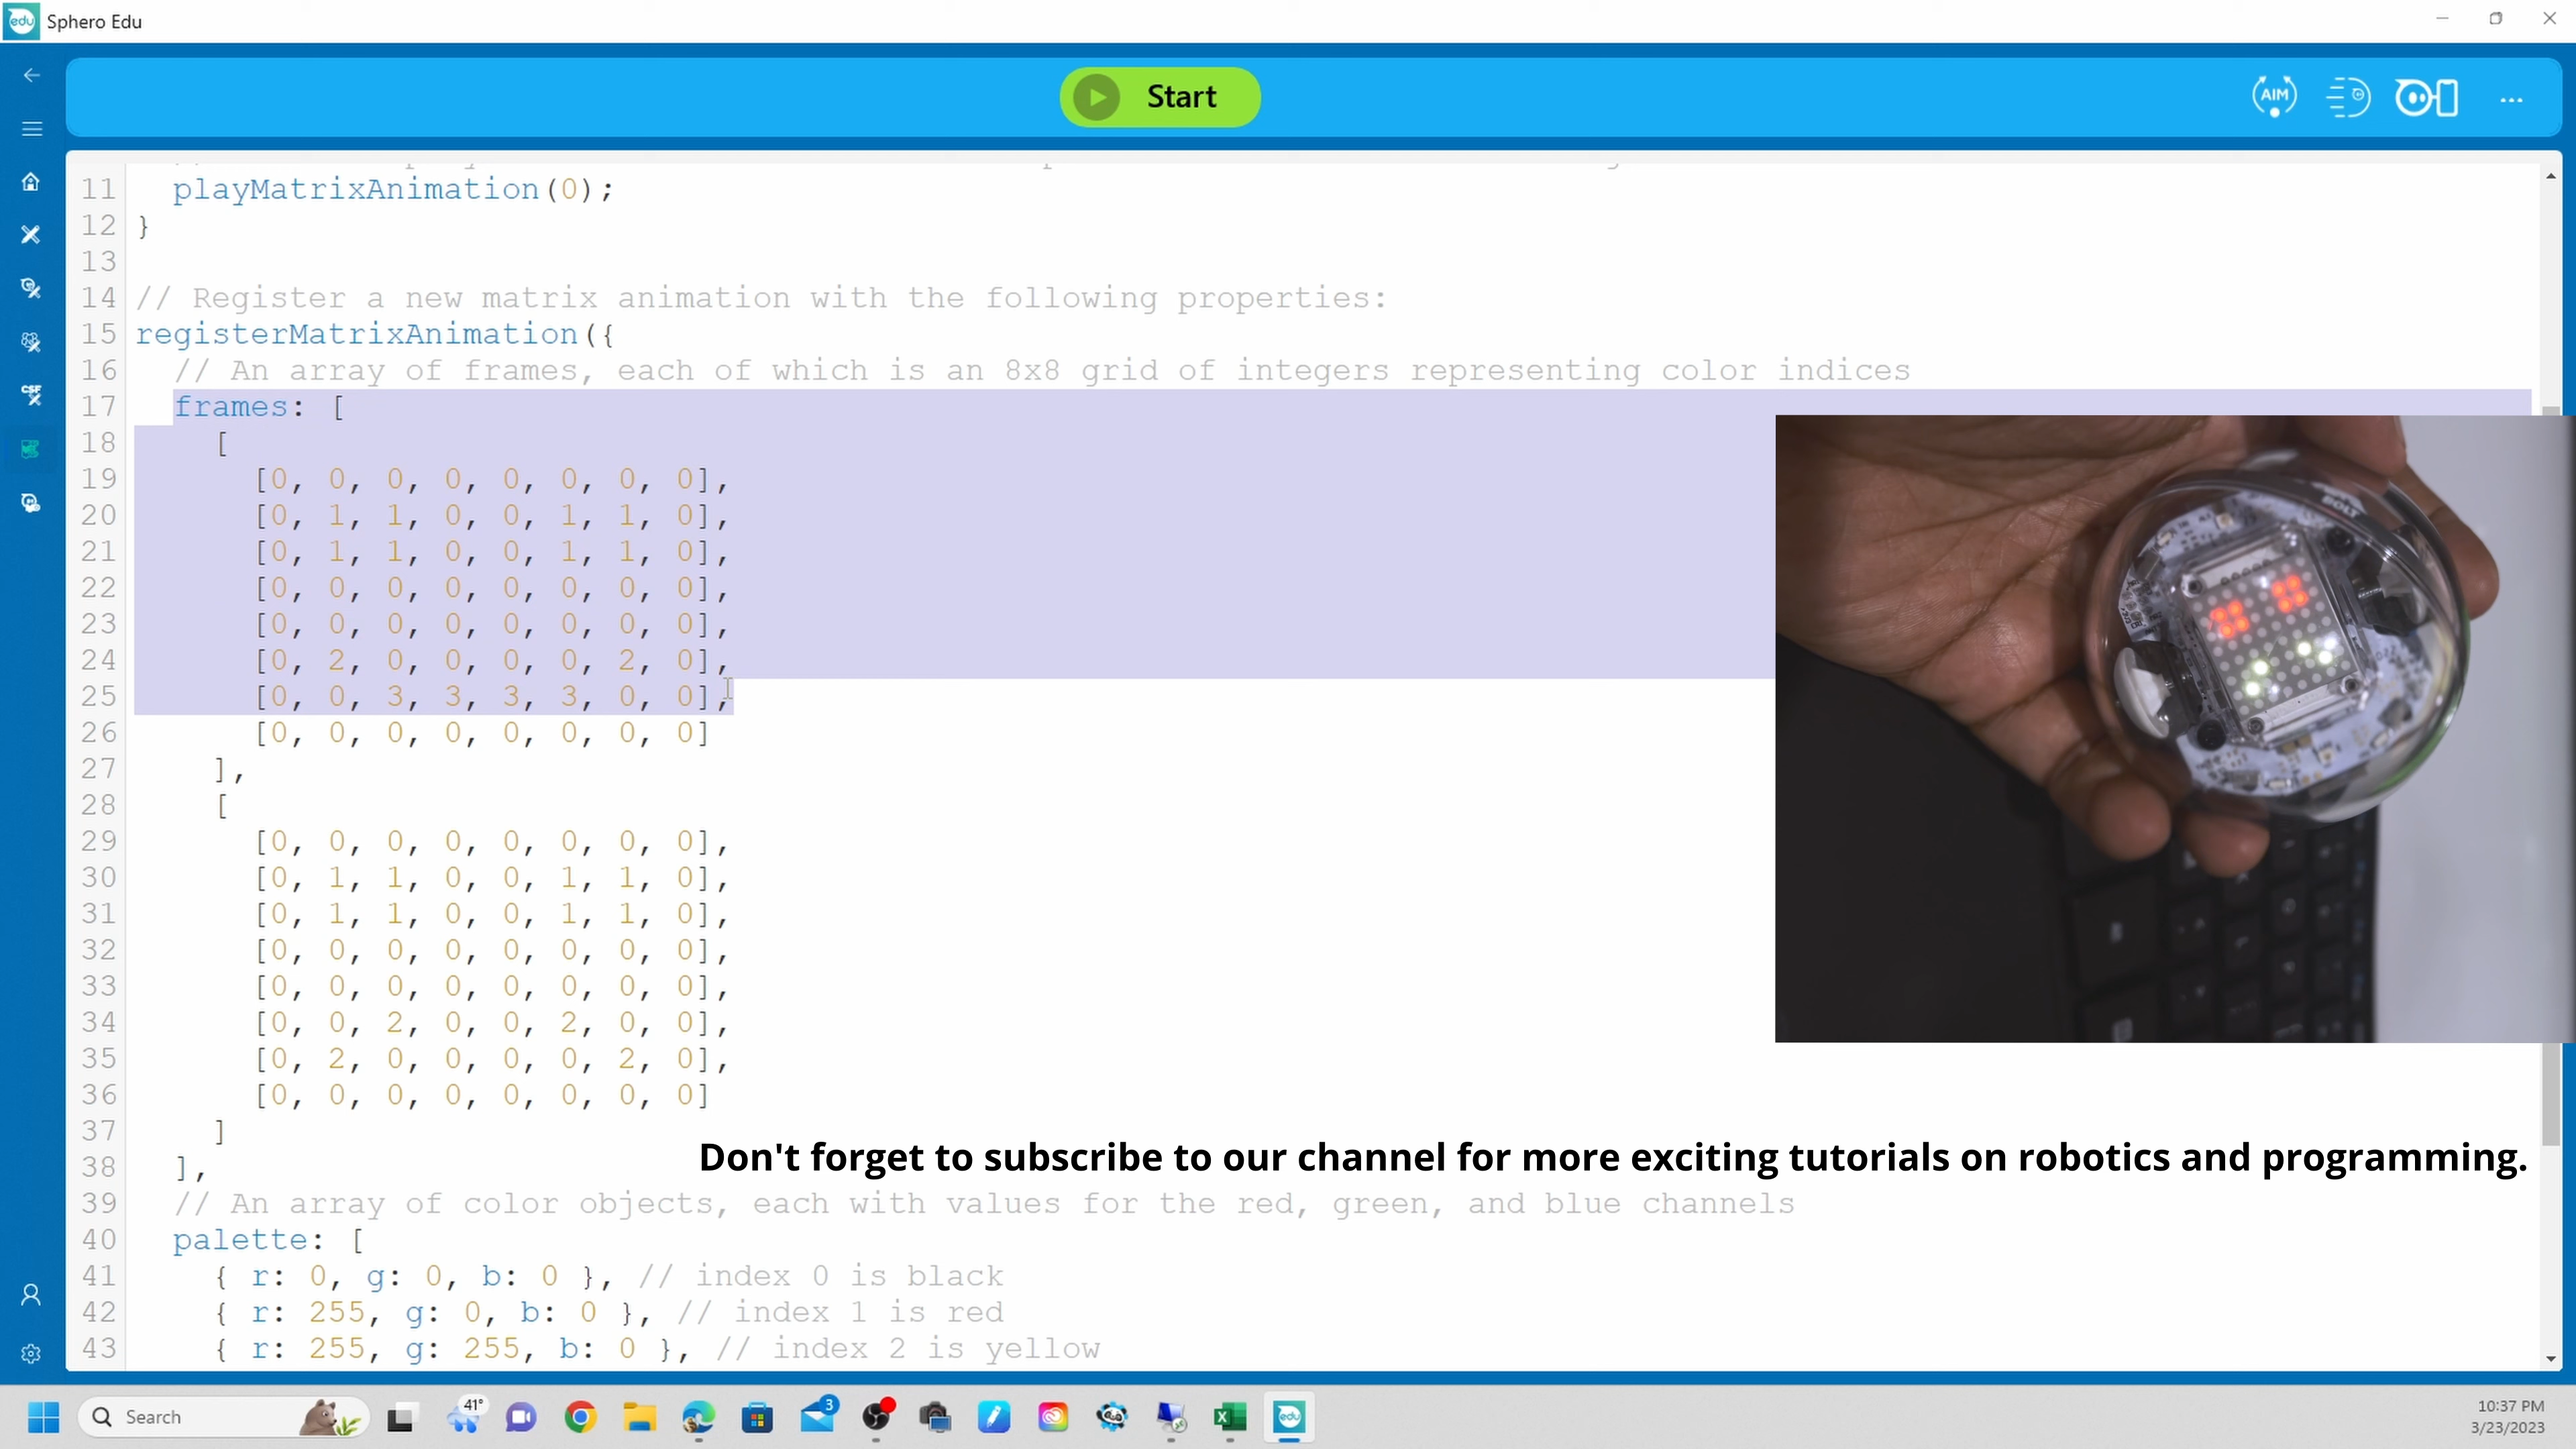 Sphero Edu
Start
AIM
11 playMatrixAnimation(0);
12 }
13
14 // Register a new matrix animation with the following properties:
15 registerMatrixAnimation({
16 // An array of frames, each of which is an 8x8 grid of integers representing color indices
17 frames: [
18 [
19 [0, 0, 0, 0, 0, 0, 0, 0],
20 [0, 1, 1, 0, 0, 1, 1, 0],
21 [0, 1, 1, 0, 0, 1, 1, 0],
22 [0, 0, 0, 0, 0, 0, 0, 0],
23 [0, 0, 0, 0, 0, 0, 0, 0],
24 [0, 2, 0, 0, 0, 0, 2, 0],
25 [0, 0, 3, 3, 3, 3, 0, 0],
26 [0, 0, 0, 0, 0, 0, 0, 0]
27 ],
28 [
29 [0, 0, 0, 0, 0, 0, 0, 0],
30 [0, 1, 1, 0, 0, 1, 1, 0],
31 [0, 1, 1, 0, 0, 1, 1, 0],
32 [0, 0, 0, 0, 0, 0, 0, 0],
33 [0, 0, 0, 0, 0, 0, 0, 0],
34 [0, 0, 2, 0, 0, 2, 0, 0],
35 [0, 2, 0, 0, 0, 0, 2, 0],
36 [0, 0, 0, 0, 0, 0, 0, 0]
37 ]
Don't forget to subscribe to our channel for more exciting tutorials on robotics and programming.
38 ],
39 // An array of color objects, each with values for the red, green, and blue channels
40 palette: [
41 { r: 0, g: 0, b: 0 }, // index 0 is black
42 { r: 255, g: 0, b: 0 }, // index 1 is red
43 { r: 255, g: 255, b: 0 }, // index 2 is yellow
Search
41°
3
edu
10:37 PM
3/23/2023